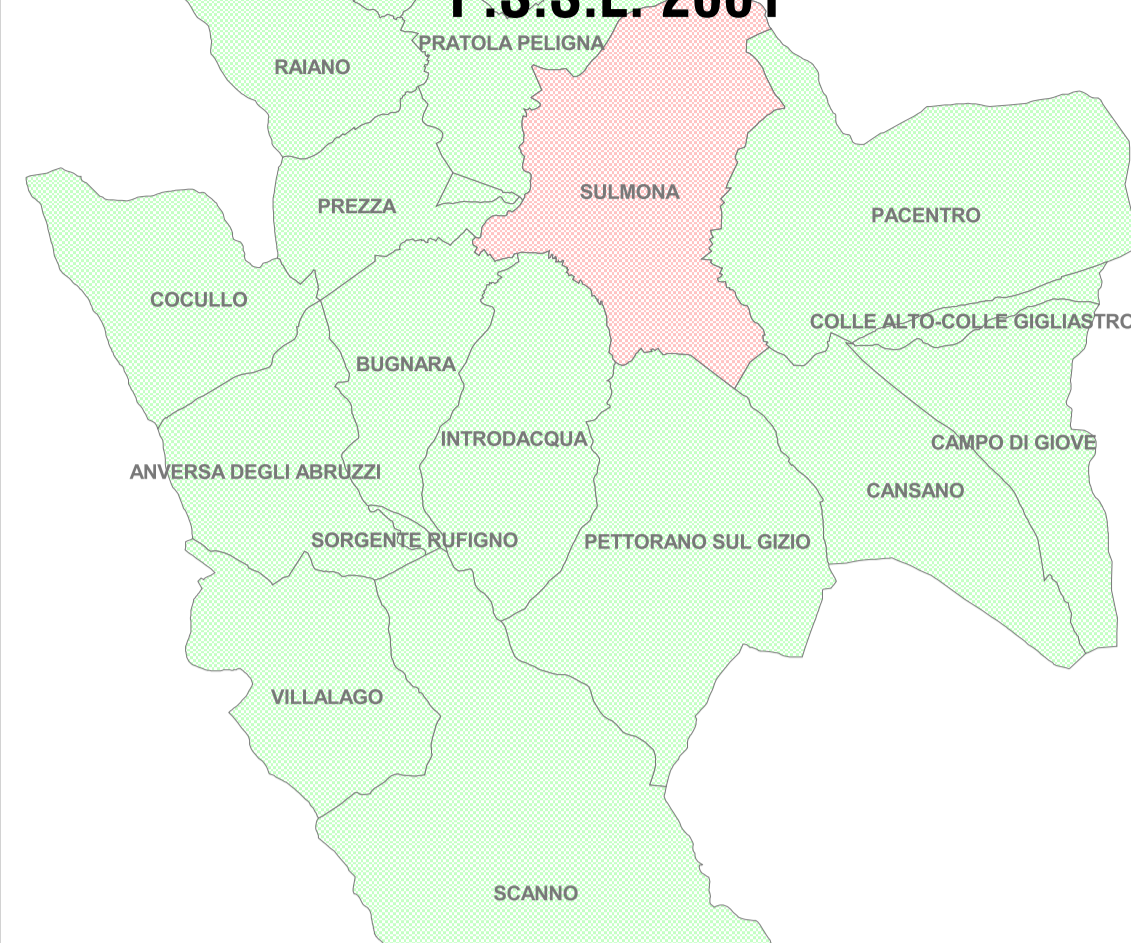 P.S.S.E. 2001
PRATOLA PELIGNA
RAIANO
SULMONA
PREZZA
PACENTRO
COCULLO
COLLE ALTO-COLLE GIGLIASTRO
BUGNARA
INTRODACQUA
CAMPO DI GIOVE
ANVERSA DEGLI ABRUZZI
CANSANO
SORGENTE RUFIGNO
PETTORANO SUL GIZIO
VILLALAGO
SCANNO